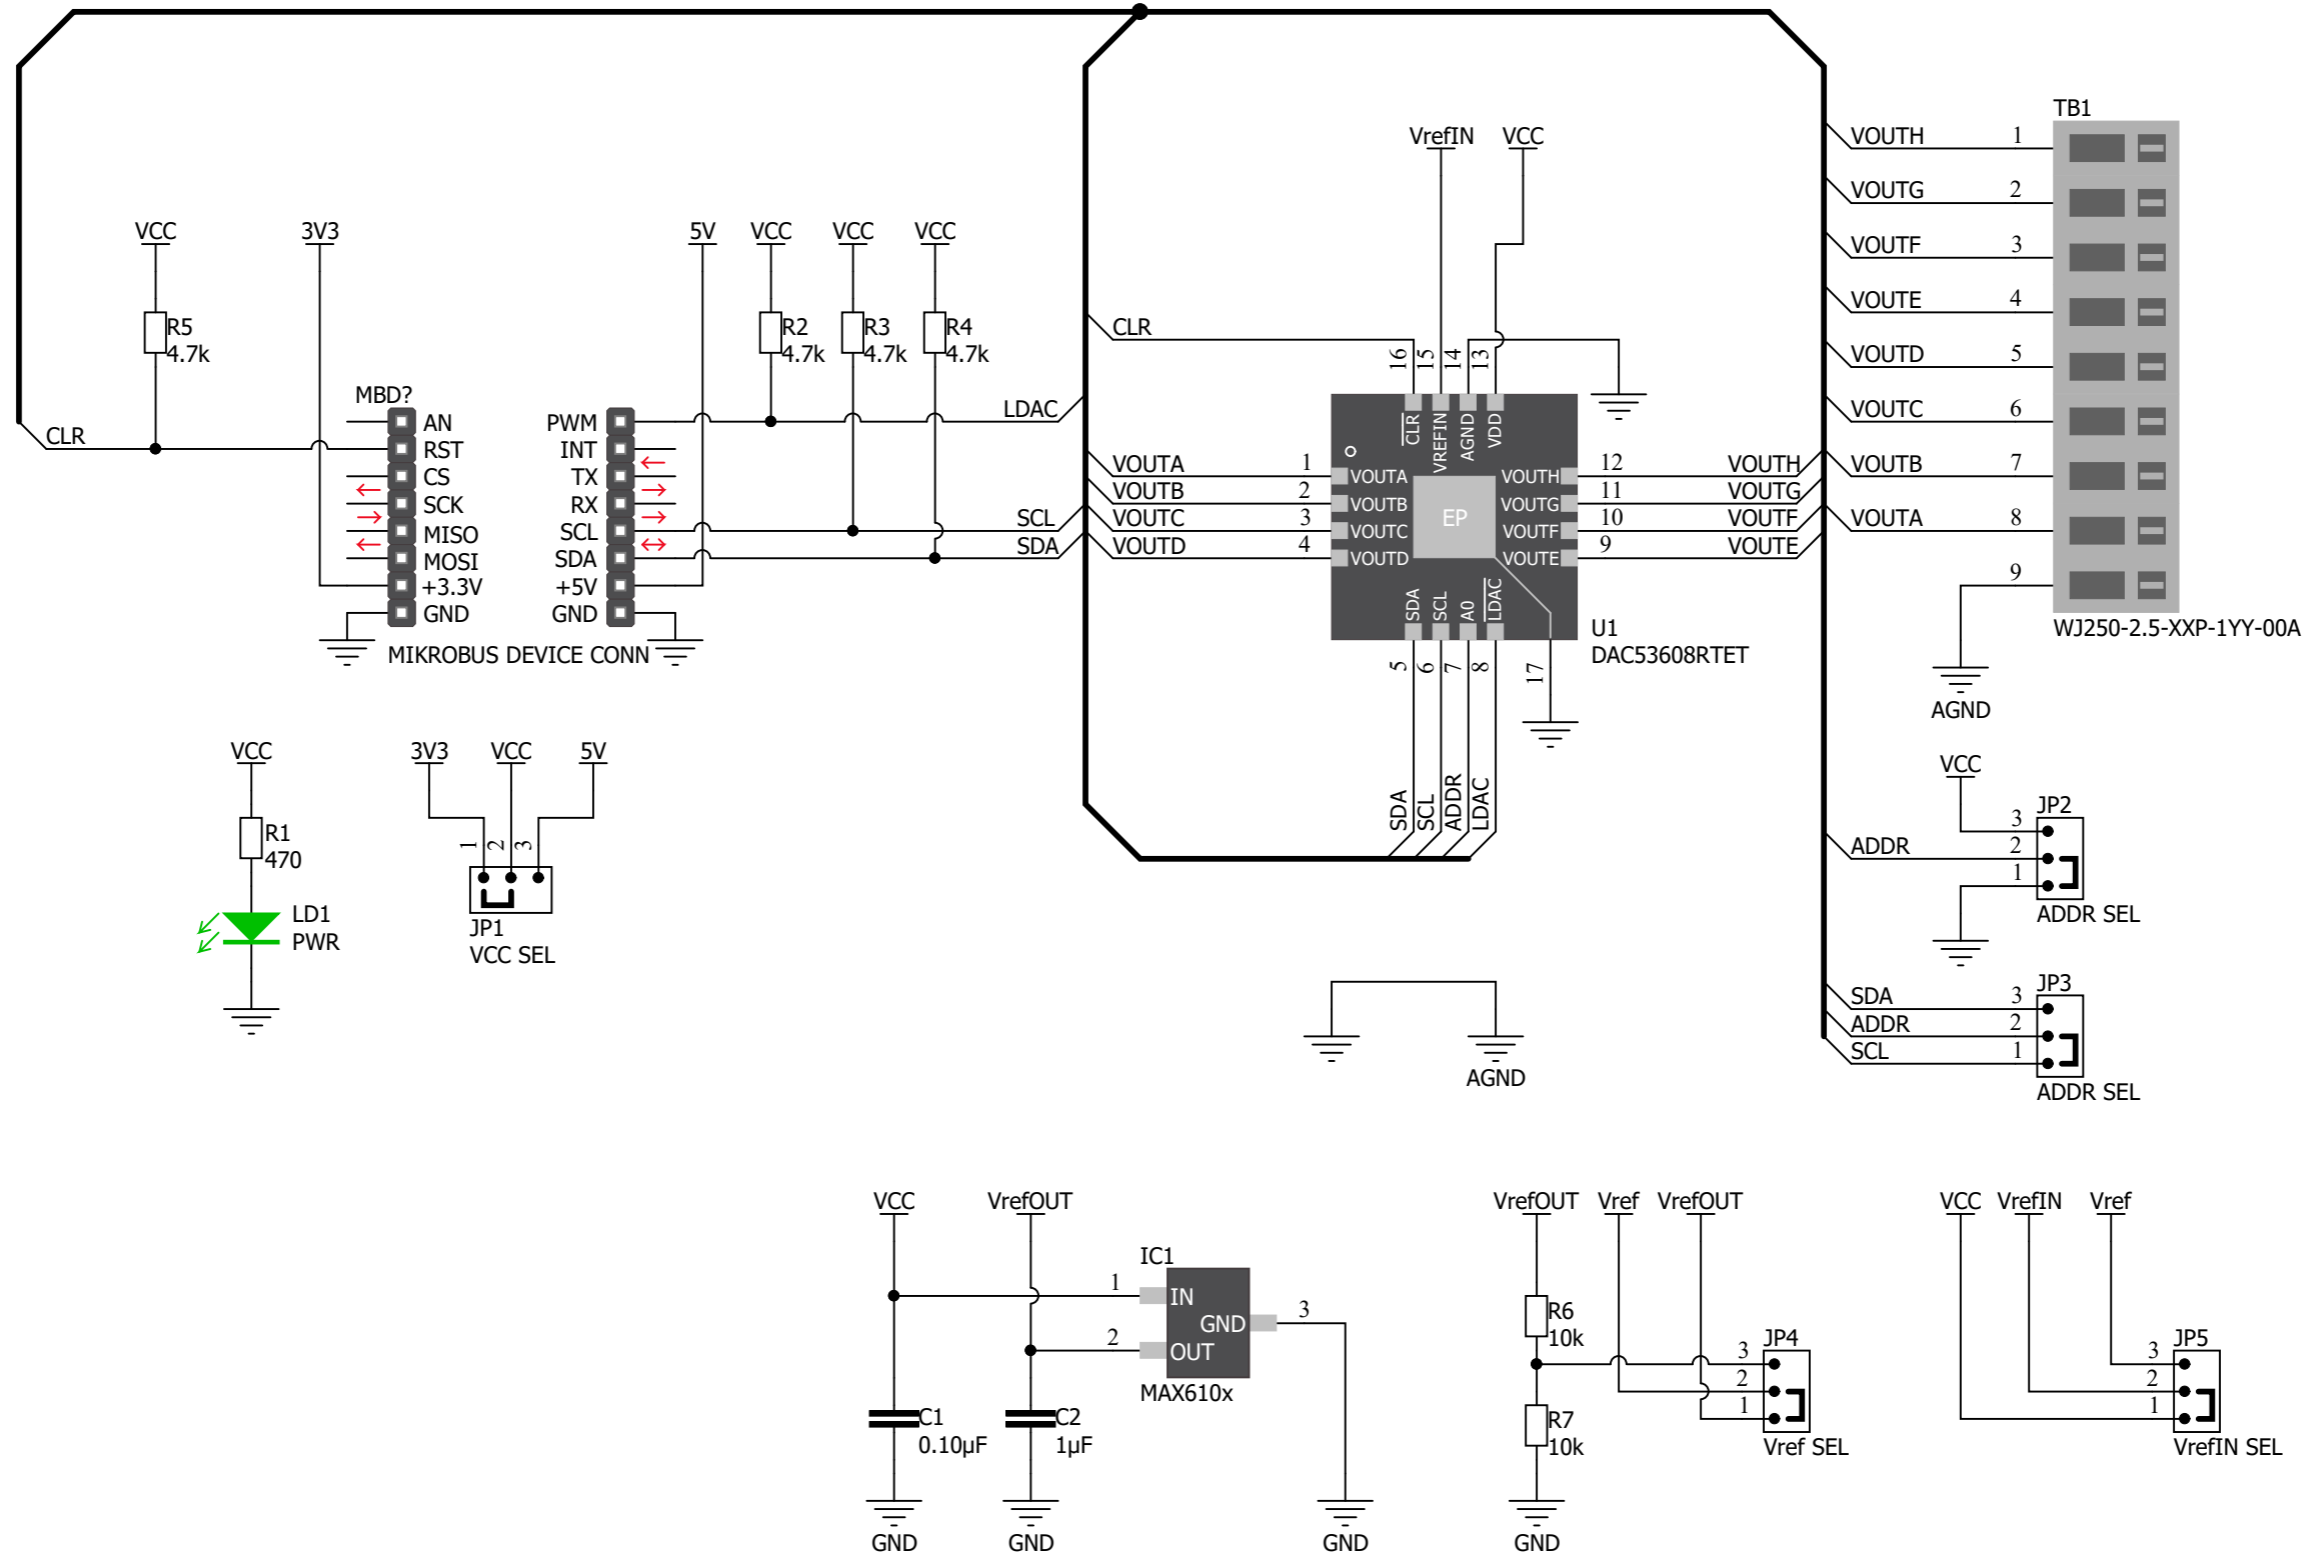 TB1
VrefIN VCC
VOUTH 1
VOUTG 2
VOUTF 3
VOUTE 4
VOUTD 5
VOUTC 6
VOUTB 7
VOUTA 8
9
WJ250-2.5-XXP-1YY-00A
AGND
VCC 3V3 5V VCC VCC VCC
R5
4.7k
R2
4.7k
R3
4.7k
R4
4.7k
CLR
MBD?
AN
RST
CS
SCK
MISO
MOSI
+3.3V
GND
PWM
INT
TX
RX
SCL
SDA
+5V
GND
MIKROBUS DEVICE CONN
LDAC
SCL
SDA
CLR
16 15 14 13
CLR VREFIN AGND VDD
VOUTA 1 VOUTA
VOUTB 2 VOUTB
VOUTC 3 VOUTC
VOUTD 4 VOUTD
EP
VOUTH 12 VOUTH
VOUTG 11 VOUTG
VOUTF 10 VOUTF
VOUTE 9 VOUTE
SDA SCL A0 LDAC
5 6 7 8 17
SDA SCL ADDR LDAC
U1
DAC53608RTET
VCC
R1
470
LD1
PWR
3V3 VCC 5V
1 2 3
JP1
VCC SEL
VCC
JP2
3
ADDR 2
1
ADDR SEL
JP3
SDA 3
ADDR 2
SCL 1
ADDR SEL
AGND
VCC VrefOUT
IC1
1 IN
GND 3
2 OUT
MAX610x
C1
0.10µF
C2
1µF
GND GND GND
VrefOUT Vref VrefOUT
R6
10k
R7
10k
JP4
3
2
1
Vref SEL
GND
VCC VrefIN Vref
JP5
3
2
1
VrefIN SEL